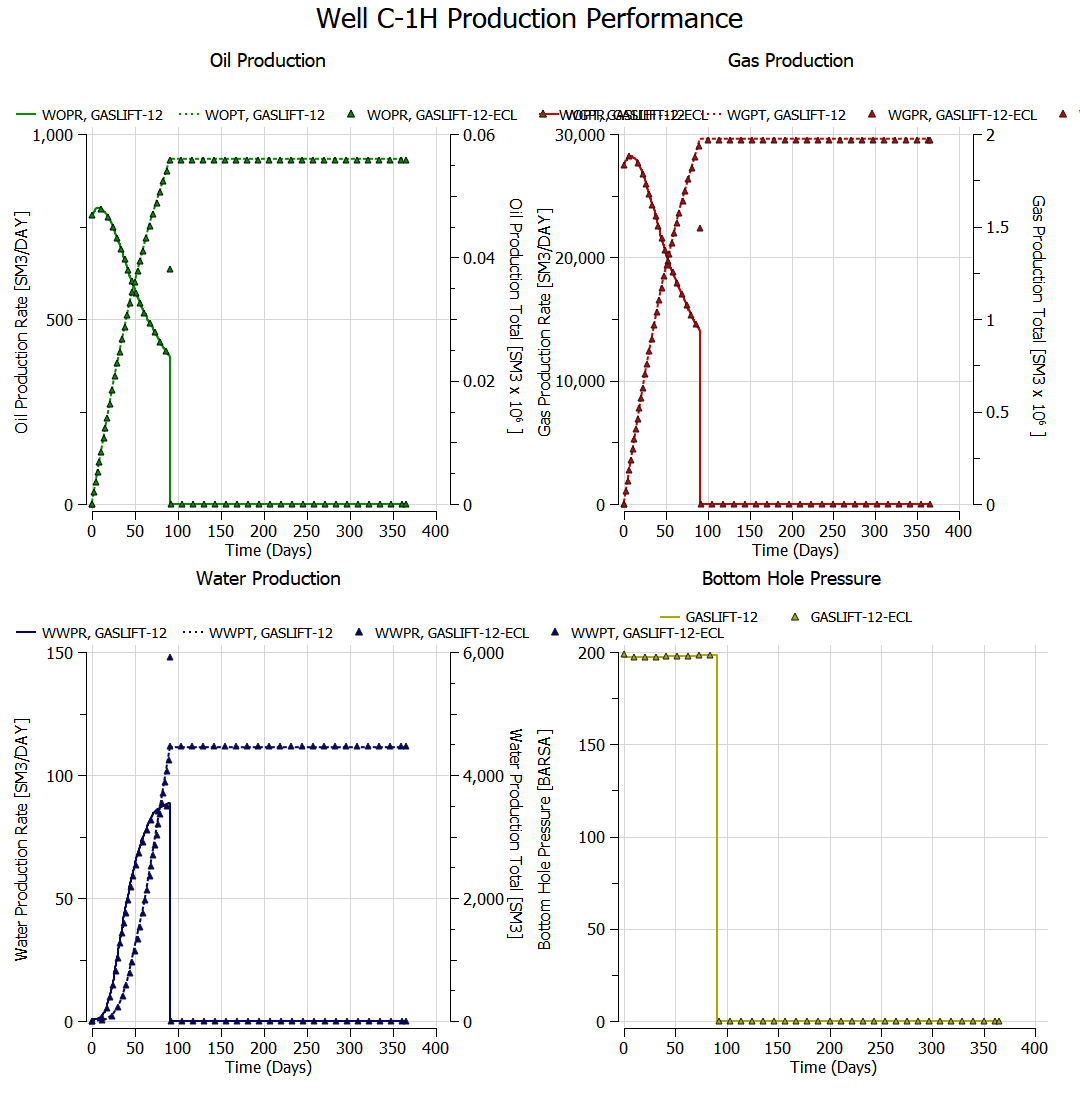 Well C-1H Production Performance
Oil Production
WOPR, GASLIFT-12 WOPT, GASLIFT-12 WOPR, GASLIFT-12-ECL WOPT, GASLIFT-12-ECL
1,000
500
0
0.06
0.04
0.02
0
Oil Production Rate [SM3/DAY]
Oil Production Total [SM3 x 10⁶ ]
0 50 100 150 200 250 300 350 400
Time (Days)
Gas Production
WGPR, GASLIFT-12 WGPT, GASLIFT-12 WGPR, GASLIFT-12-ECL
30,000
20,000
10,000
0
2
1.5
1
0.5
0
Gas Production Rate [SM3/DAY]
Gas Production Total [SM3 x 10⁶ ]
0 50 100 150 200 250 300 350 400
Time (Days)
Water Production
WWPR, GASLIFT-12 WWPT, GASLIFT-12 WWPR, GASLIFT-12-ECL WWPT, GASLIFT-12-ECL
150
100
50
0
6,000
4,000
2,000
0
Water Production Rate [SM3/DAY]
Water Production Total [SM3]
0 50 100 150 200 250 300 350 400
Time (Days)
Bottom Hole Pressure
GASLIFT-12 GASLIFT-12-ECL
200
150
100
50
0
Bottom Hole Pressure [BARSA]
0 50 100 150 200 250 300 350 400
Time (Days)